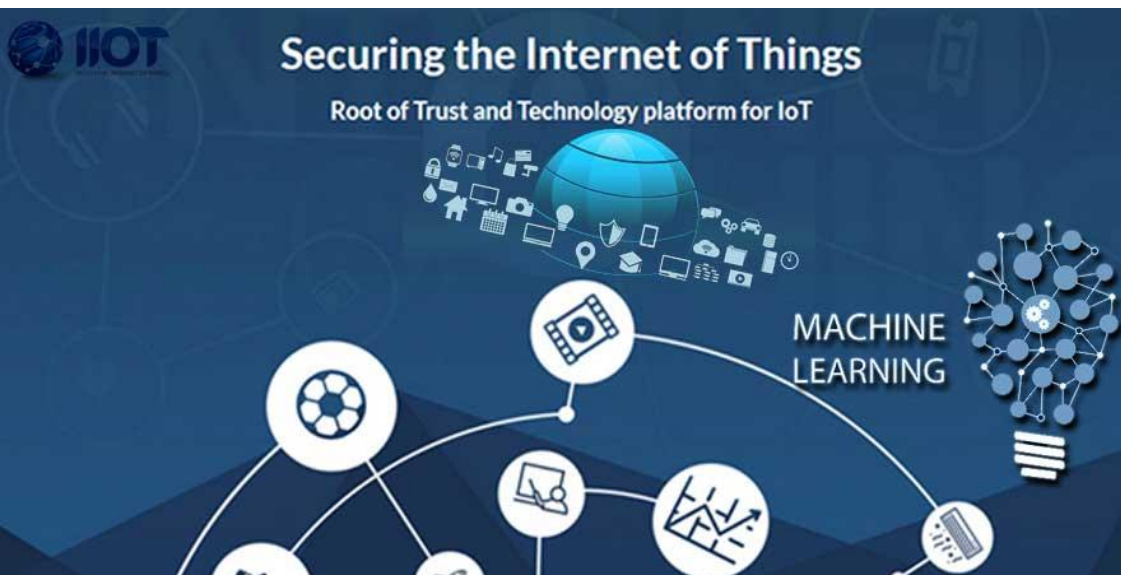 IIOT
Securing the Internet of Things
Root of Trust and Technology platform for IoT
MACHINE
LEARNING